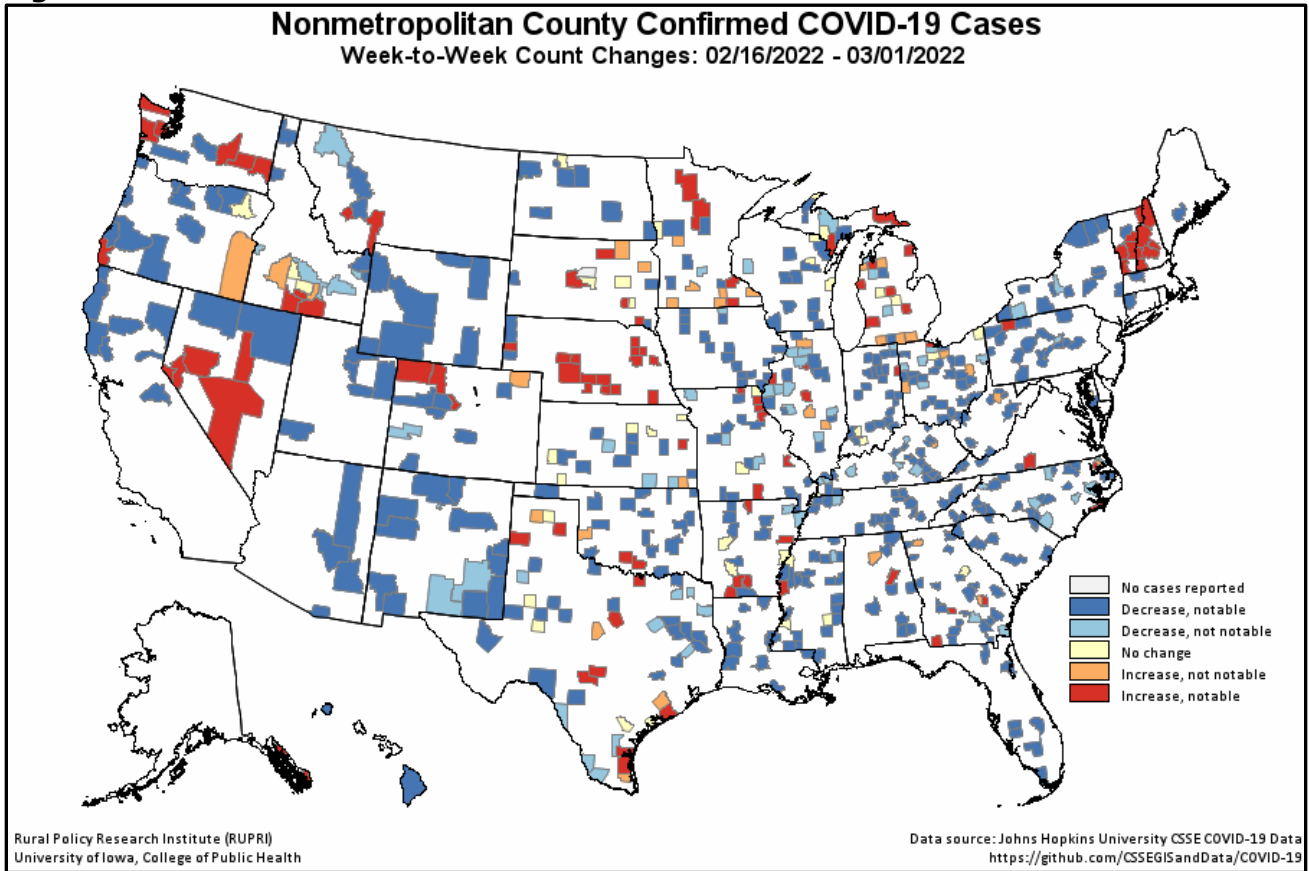 Nonmetropolitan County Confirmed COVID-19 Cases
Week-to-Week Count Changes: 02/16/2022 - 03/01/2022
No cases reported
Decrease, notable
Decrease, not notable
No change
Increase, not notable
Increase, notable
Rural Policy Research Institute (RUPRI)
University of Iowa, College of Public Health
Data source: Johns Hopkins University CSSE COVID-19 Data
https://github.com/CSSEGISandData/COVID-19